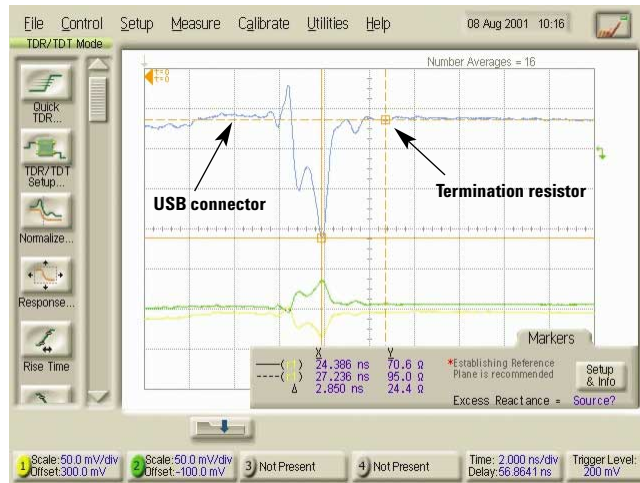 File Control Setup Measure Calibrate Utilities Help 08 Aug 2001 10:16
TDR/TDT Mode
Number Averages = 16
T=0
T=0
Quick
TDR...
TDR/TDT
Setup...
Normalize...
Response...
Rise Time
USB connector
Termination resistor
Markers
X Y
24.386 ns 70.6 Ω
27.236 ns 95.0 Ω
Δ 2.850 ns 24.4 Ω
*Establishing Reference
Plane is recommended
Setup
& Info
Excess Reactance = Source?
1 Scale:50.0 mV/div
Offset:300.0 mV
2 Scale:50.0 mV/div
Offset:-100.0 mV
3 Not Present
4 Not Present
Time: 2.000 ns/div
Delay:56.8641 ns
Trigger Level:
200 mV